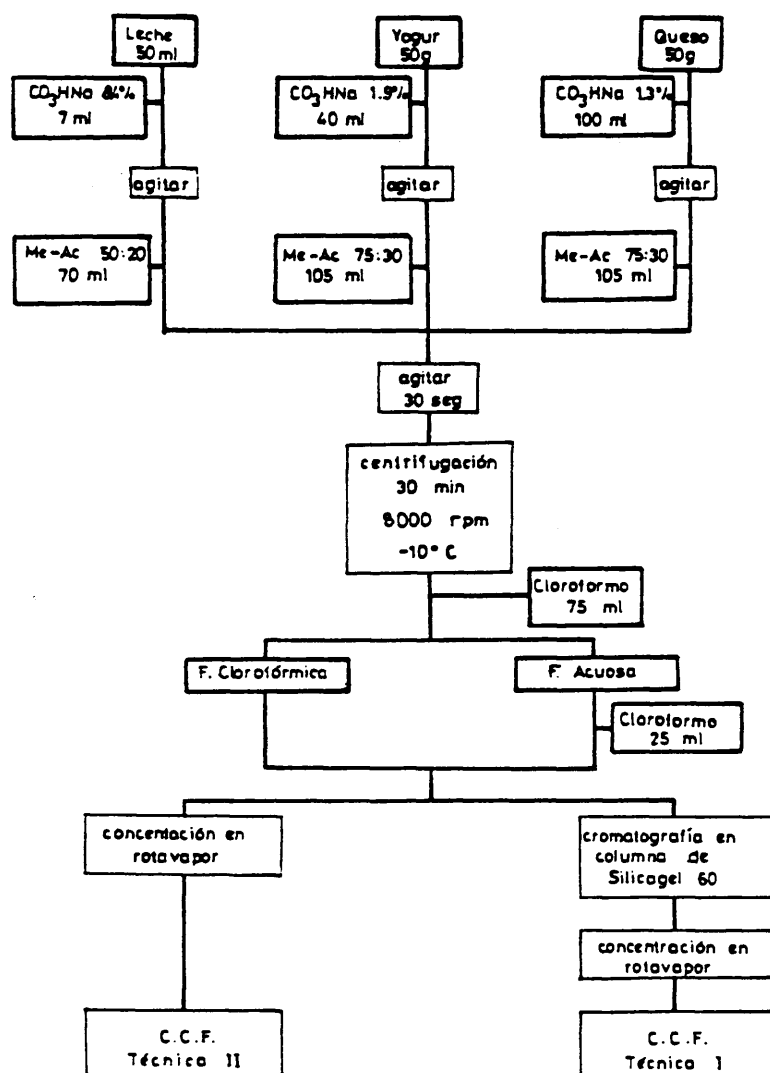 Leche
50 ml
CO3HNa 8.4%
7 ml
agitar
Me-Ac 50:20
70 ml
Yogur
50g
CO3HNa 1.9%
40 ml
agitar
Me-Ac 75:30
105 ml
Queso
50g
CO3HNa 1.3%
100 ml
agitar
Me-Ac 75:30
105 ml
agitar
30 seg
centrifugación
30 min
8000 rpm
-10° C
Cloroformo
75 ml
F. Clorofórmica
F. Acuosa
Cloroformo
25 ml
concentación en
rotavapor
C.C.F.
Técnica II
cromatografía en
columna de
Silicagel 60
concentración en
rotavapor
C.C.F.
Técnica I